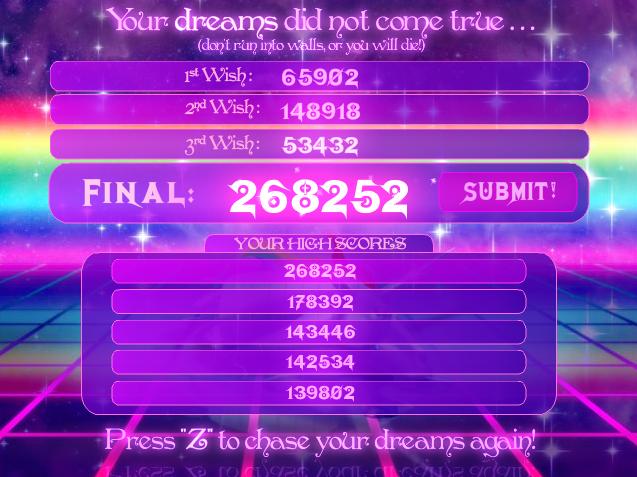 Your dreams did not come true . . .
(don't run into walls, or you will die!)
1st Wish: 65902
2nd Wish: 148918
3rd Wish: 53432
FINAL: 268252 SUBMIT!
YOUR HIGH SCORES
268252
178392
143446
142534
139802
Press "Z" to chase your dreams again!